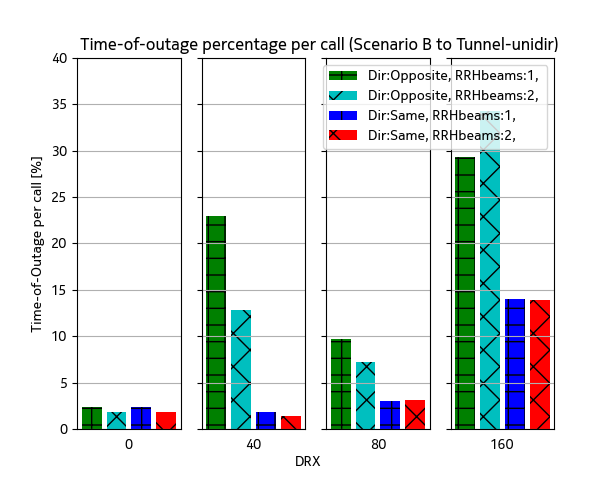 Time-of-outage percentage per call (Scenario B to Tunnel-unidir)
Dir:Opposite, RRHbeams:1,
Dir:Opposite, RRHbeams:2,
Dir:Same, RRHbeams:1,
Dir:Same, RRHbeams:2,
Time-of-Outage per call [%]
40
35
30
25
20
15
10
5
0
0
40
80
160
DRX